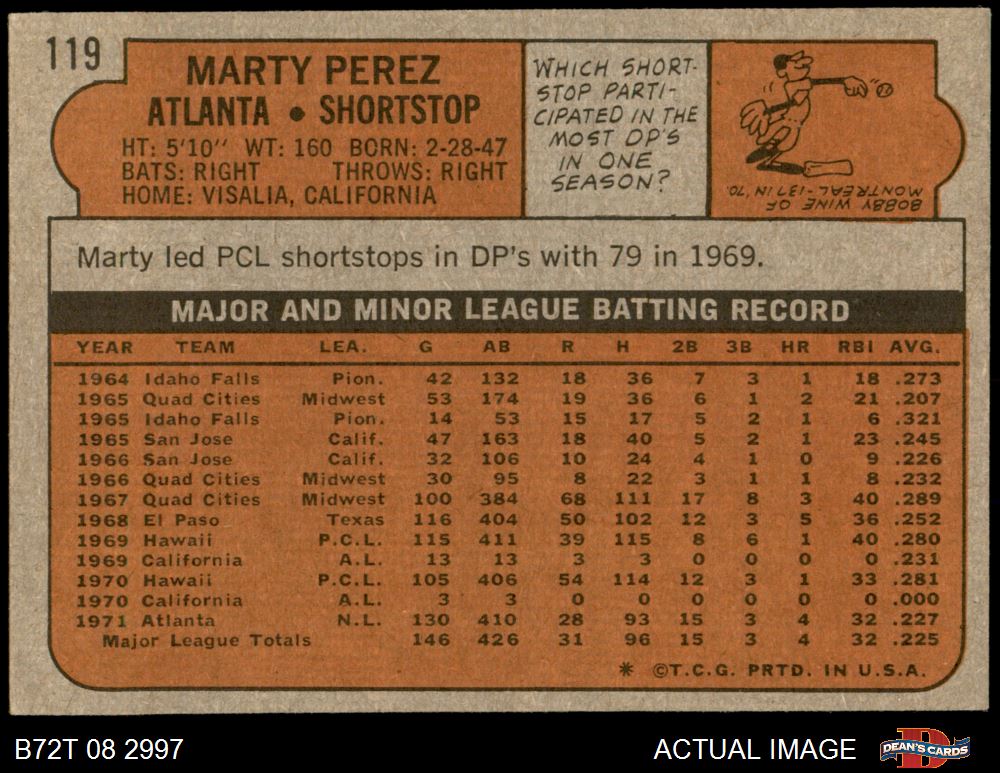 119
MARTY PEREZ
ATLANTA • SHORTSTOP
HT: 5'10" WT: 160 BORN: 2-28-47
BATS: RIGHT THROWS: RIGHT
HOME: VISALIA, CALIFORNIA
WHICH SHORT-
STOP PARTI-
CIPATED IN THE
MOST DP'S
IN ONE
SEASON?
BOBBY WINE OF
MONTREAL-137 IN '70.
Marty led PCL shortstops in DP's with 79 in 1969.
MAJOR AND MINOR LEAGUE BATTING RECORD
YEAR TEAM LEA. G AB R H 2B 3B HR RBI AVG.
1964 Idaho Falls Pion. 42 132 18 36 7 3 1 18 .273
1965 Quad Cities Midwest 53 174 19 36 6 1 2 21 .207
1965 Idaho Falls Pion. 14 53 15 17 5 2 1 6 .321
1965 San Jose Calif. 47 163 18 40 5 2 1 23 .245
1966 San Jose Calif. 32 106 10 24 4 1 0 9 .226
1966 Quad Cities Midwest 30 95 8 22 3 1 1 8 .232
1967 Quad Cities Midwest 100 384 68 111 17 8 3 40 .289
1968 El Paso Texas 116 404 50 102 12 3 5 36 .252
1969 Hawaii P.C.L. 115 411 39 115 8 6 1 40 .280
1969 California A.L. 13 13 3 3 0 0 0 0 .231
1970 Hawaii P.C.L. 105 406 54 114 12 3 1 33 .281
1970 California A.L. 3 3 0 0 0 0 0 0 .000
1971 Atlanta N.L. 130 410 28 93 15 3 4 32 .227
Major League Totals 146 426 31 96 15 3 4 32 .225
* ©T.C.G. PRTD. IN U.S.A.
B72T 08 2997 ACTUAL IMAGE DEAN'S CARDS